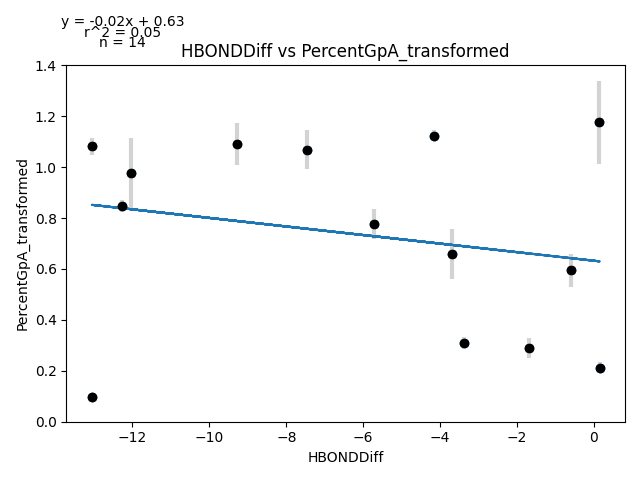 y = -0.02x + 0.63
r^2 = 0.05
n = 14
HBONDDiff vs PercentGpA_transformed
1.4
1.2
1.0
0.8
0.6
0.4
0.2
0.0
PercentGpA_transformed
−12
−10
−8
−6
−4
−2
0
HBONDDiff